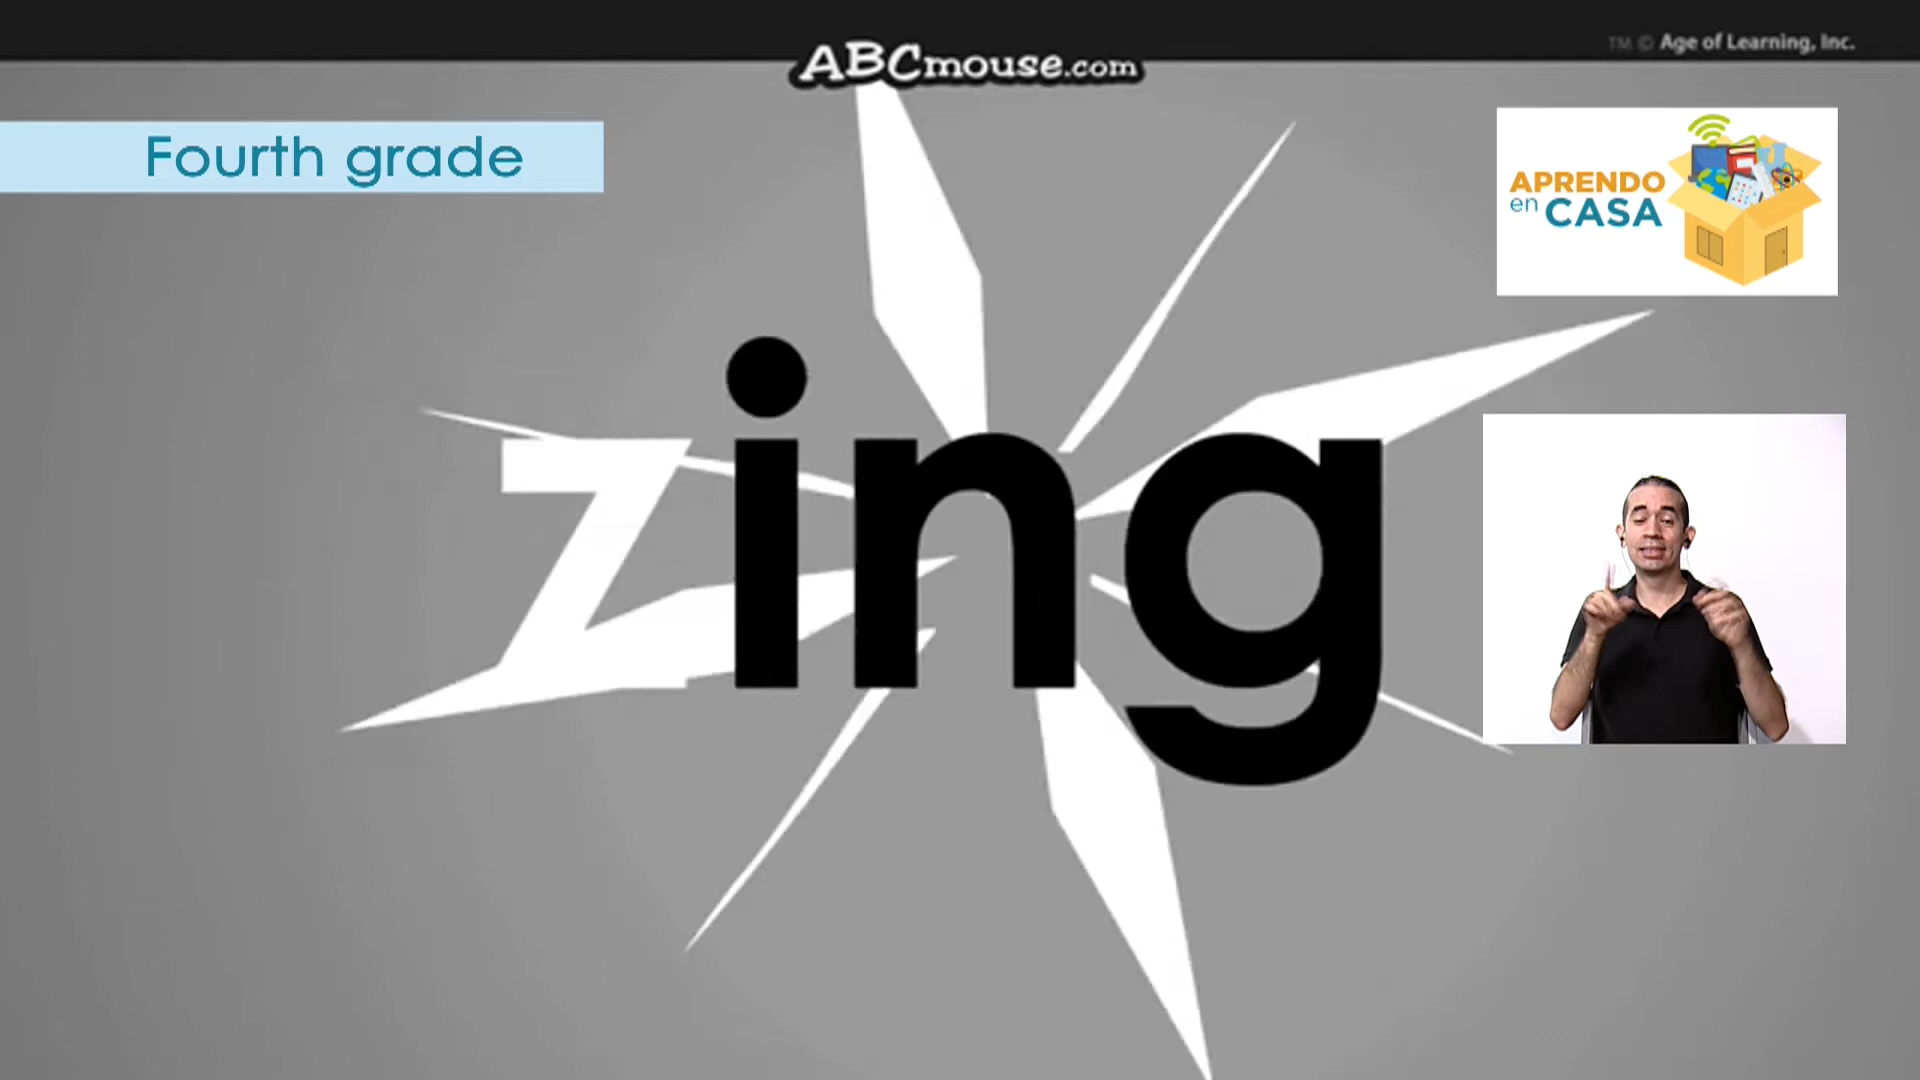 ABCmouse.com
TM © Age of Learning, Inc.
Fourth grade
APRENDO
en CASA
zing